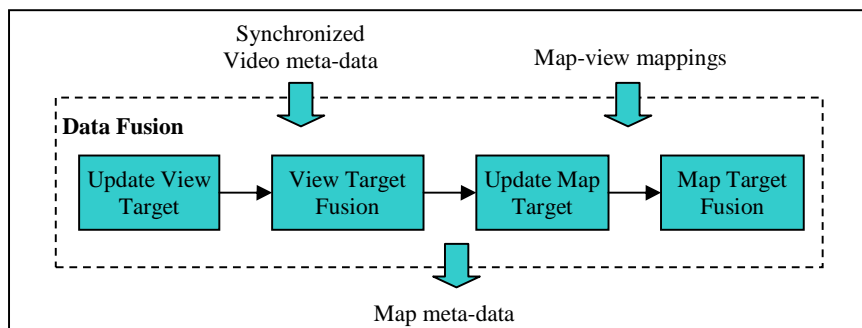 Synchronized
Video meta-data
Map-view mappings
Data Fusion
Update View
Target
View Target
Fusion
Update Map
Target
Map Target
Fusion
Map meta-data